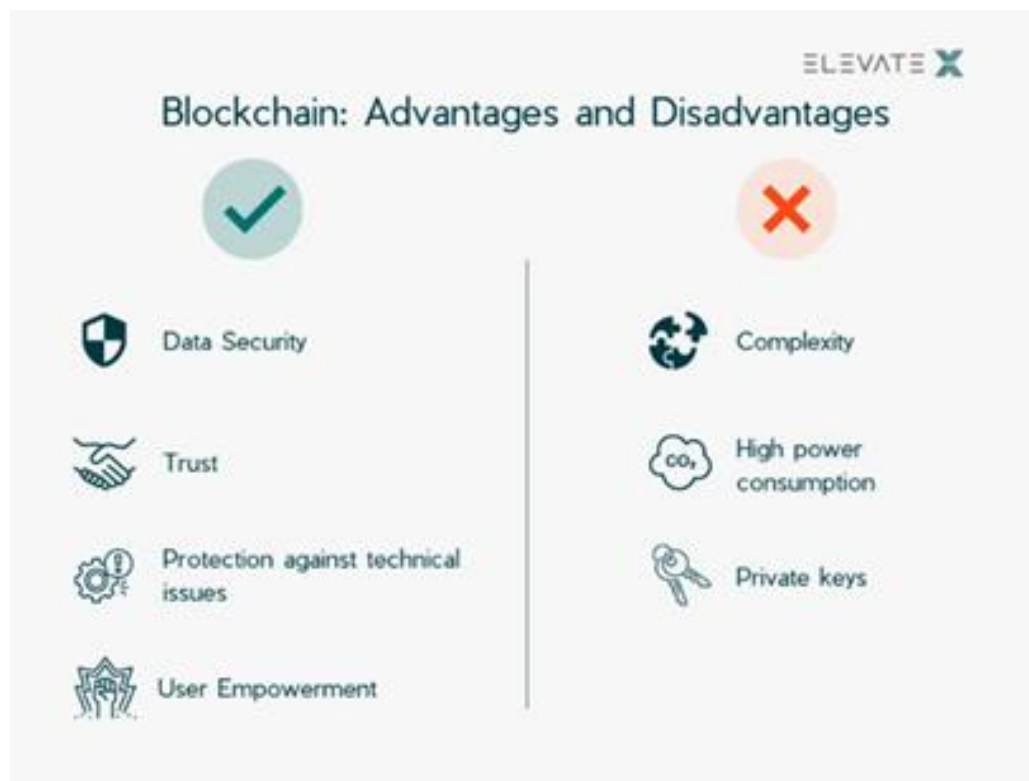 ELEVATE X
Blockchain: Advantages and Disadvantages
Data Security
Trust
Protection against technical
issues
User Empowerment
Complexity
CO₂
High power
consumption
Private keys